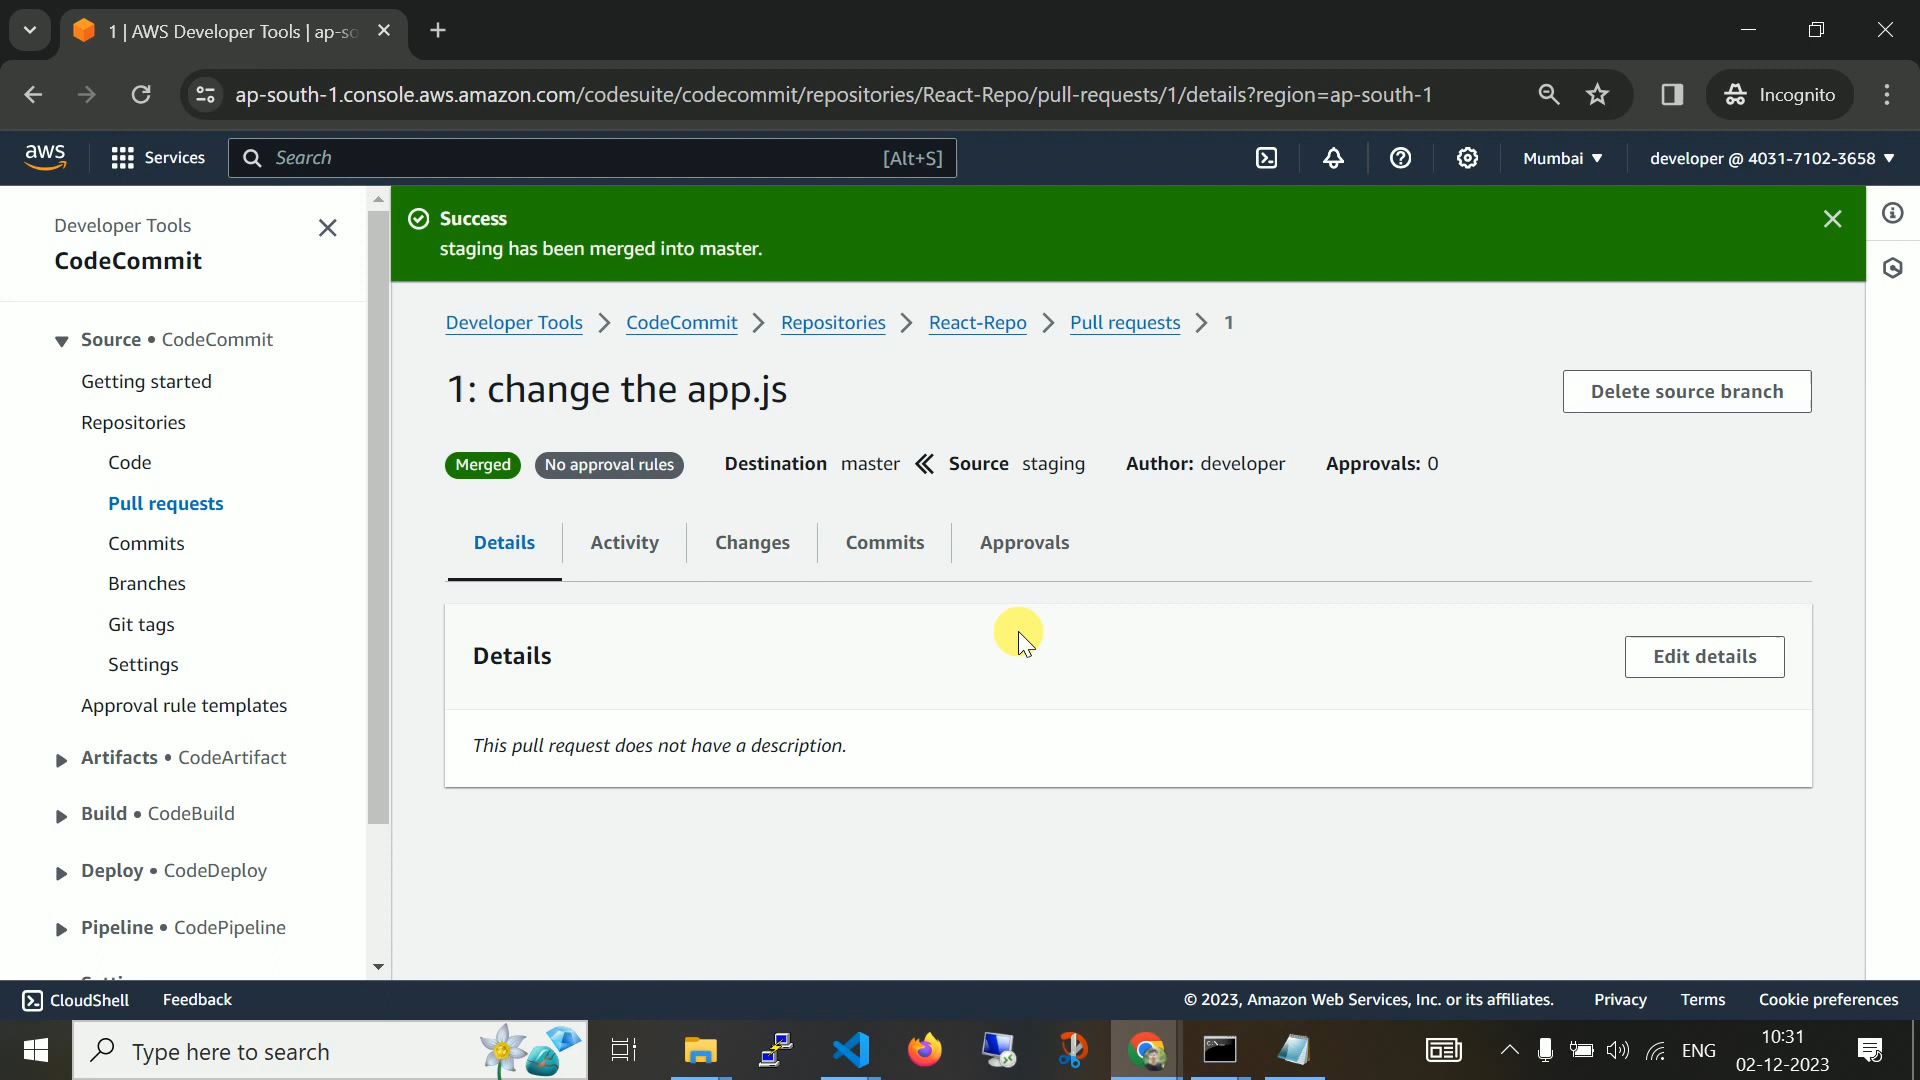 1 | AWS Developer Tools | ap-so
ap-south-1.console.aws.amazon.com/codesuite/codecommit/repositories/React-Repo/pull-requests/1/details?region=ap-south-1
Incognito
aws
Services
Search
[Alt+S]
Mumbai
developer @ 4031-7102-3658
Developer Tools
CodeCommit
Source • CodeCommit
Getting started
Repositories
Code
Pull requests
Commits
Branches
Git tags
Settings
Approval rule templates
Artifacts • CodeArtifact
Build • CodeBuild
Deploy • CodeDeploy
Pipeline • CodePipeline
Success
staging has been merged into master.
Developer Tools
CodeCommit
Repositories
React-Repo
Pull requests
1
1: change the app.js
Delete source branch
Merged
No approval rules
Destination master
Source staging
Author: developer
Approvals: 0
Details
Activity
Changes
Commits
Approvals
Details
Edit details
This pull request does not have a description.
CloudShell
Feedback
© 2023, Amazon Web Services, Inc. or its affiliates.
Privacy
Terms
Cookie preferences
Type here to search
ENG
10:31
02-12-2023